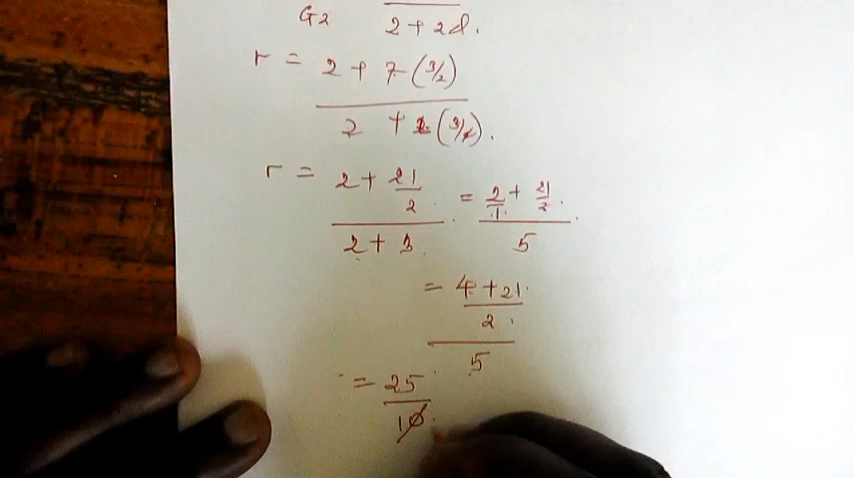 G2 / 2 + 2d.
r = 2 + 7 (3/2) / 2 + 2 (3/2).
r = 2 + 21/2. / 2 + 3 . = 2/1. + 21/2. / 5 .
= 4 + 21. / 2. / 5
= 25 / 10.